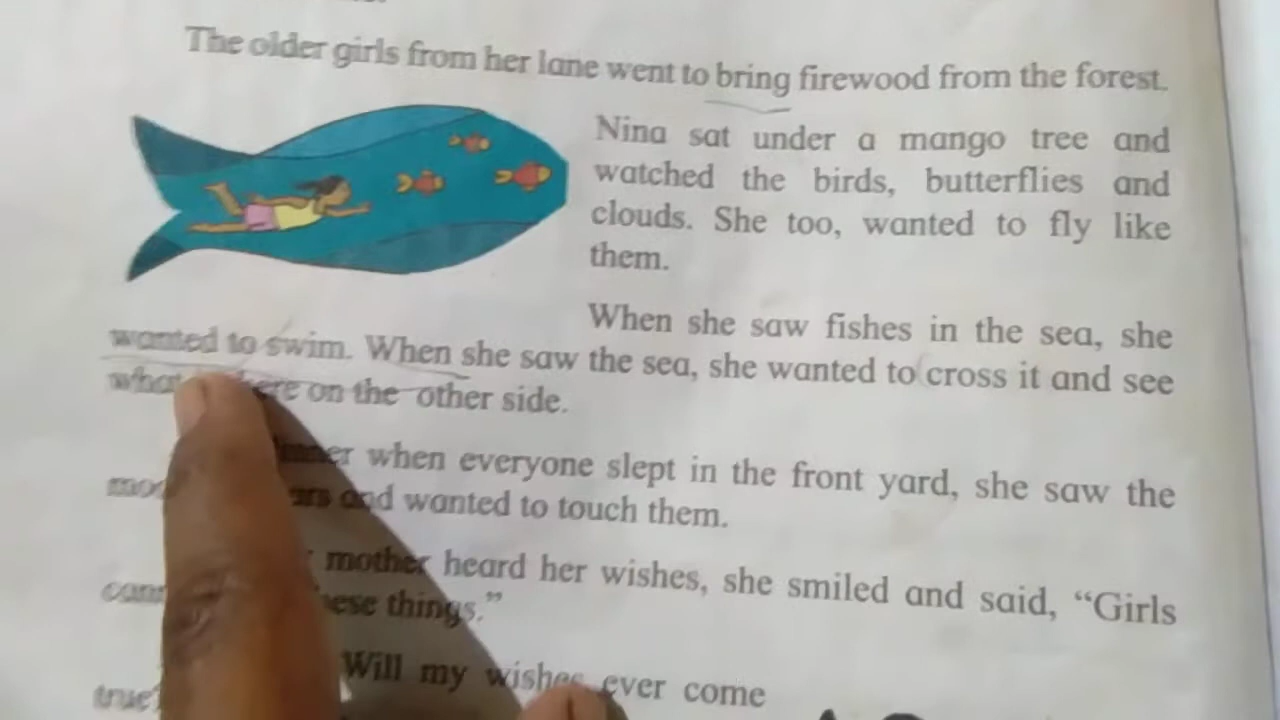 The older girls from her lane went to bring firewood from the forest.
Nina sat under a mango tree and
watched the birds, butterflies and
clouds. She too, wanted to fly like
them.
When she saw fishes in the sea, she
wanted to swim. When she saw the sea, she wanted to cross it and see
on the other side.
when everyone slept in the front yard, she saw the
and wanted to touch them.
mother heard her wishes, she smiled and said, “Girls
things.”
Will my wishes ever come